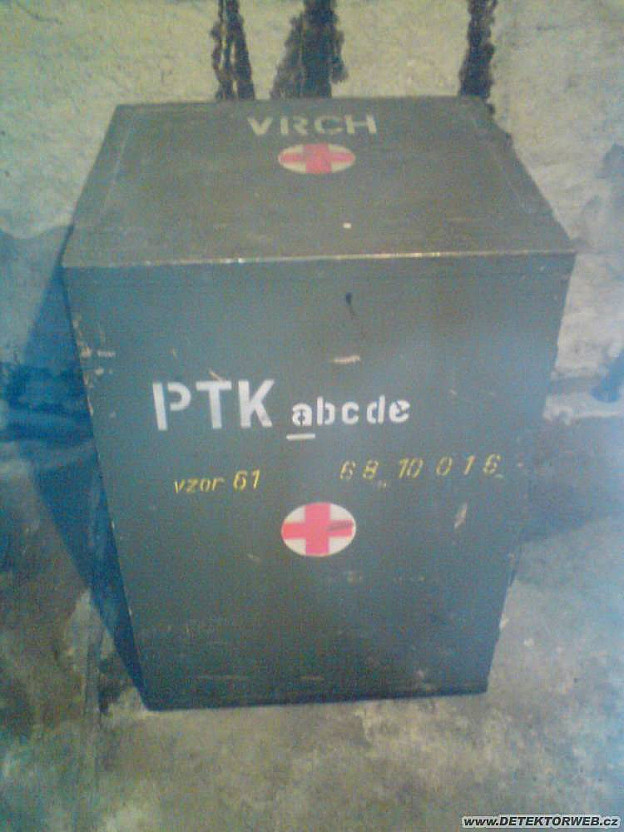 VRCH
PTK abcde
vzor 61 68 10 016
www.DETEKTORWEB.cz